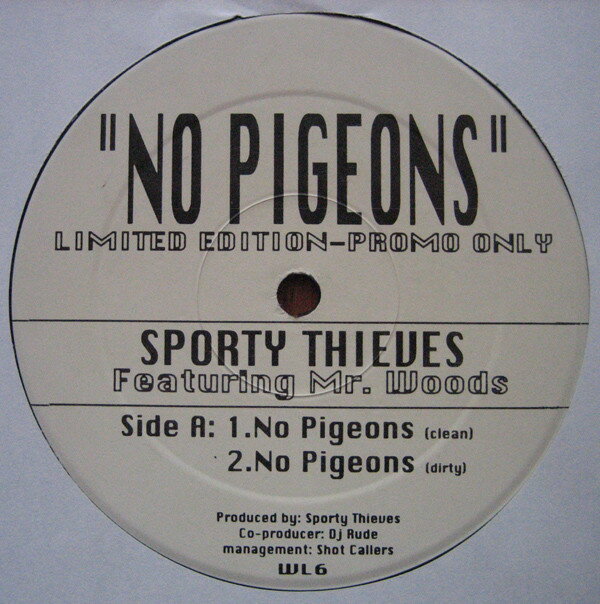 "NO PIGEONS"
LIMITED EDITION-PROMO ONLY
SPORTY THIEVES
Featuring Mr. Woods
Side A: 1.No Pigeons (clean)
2.No Pigeons (dirty)
Produced by: Sporty Thieves
Co-producer: Dj Rude
management: Shot Callers
WL6